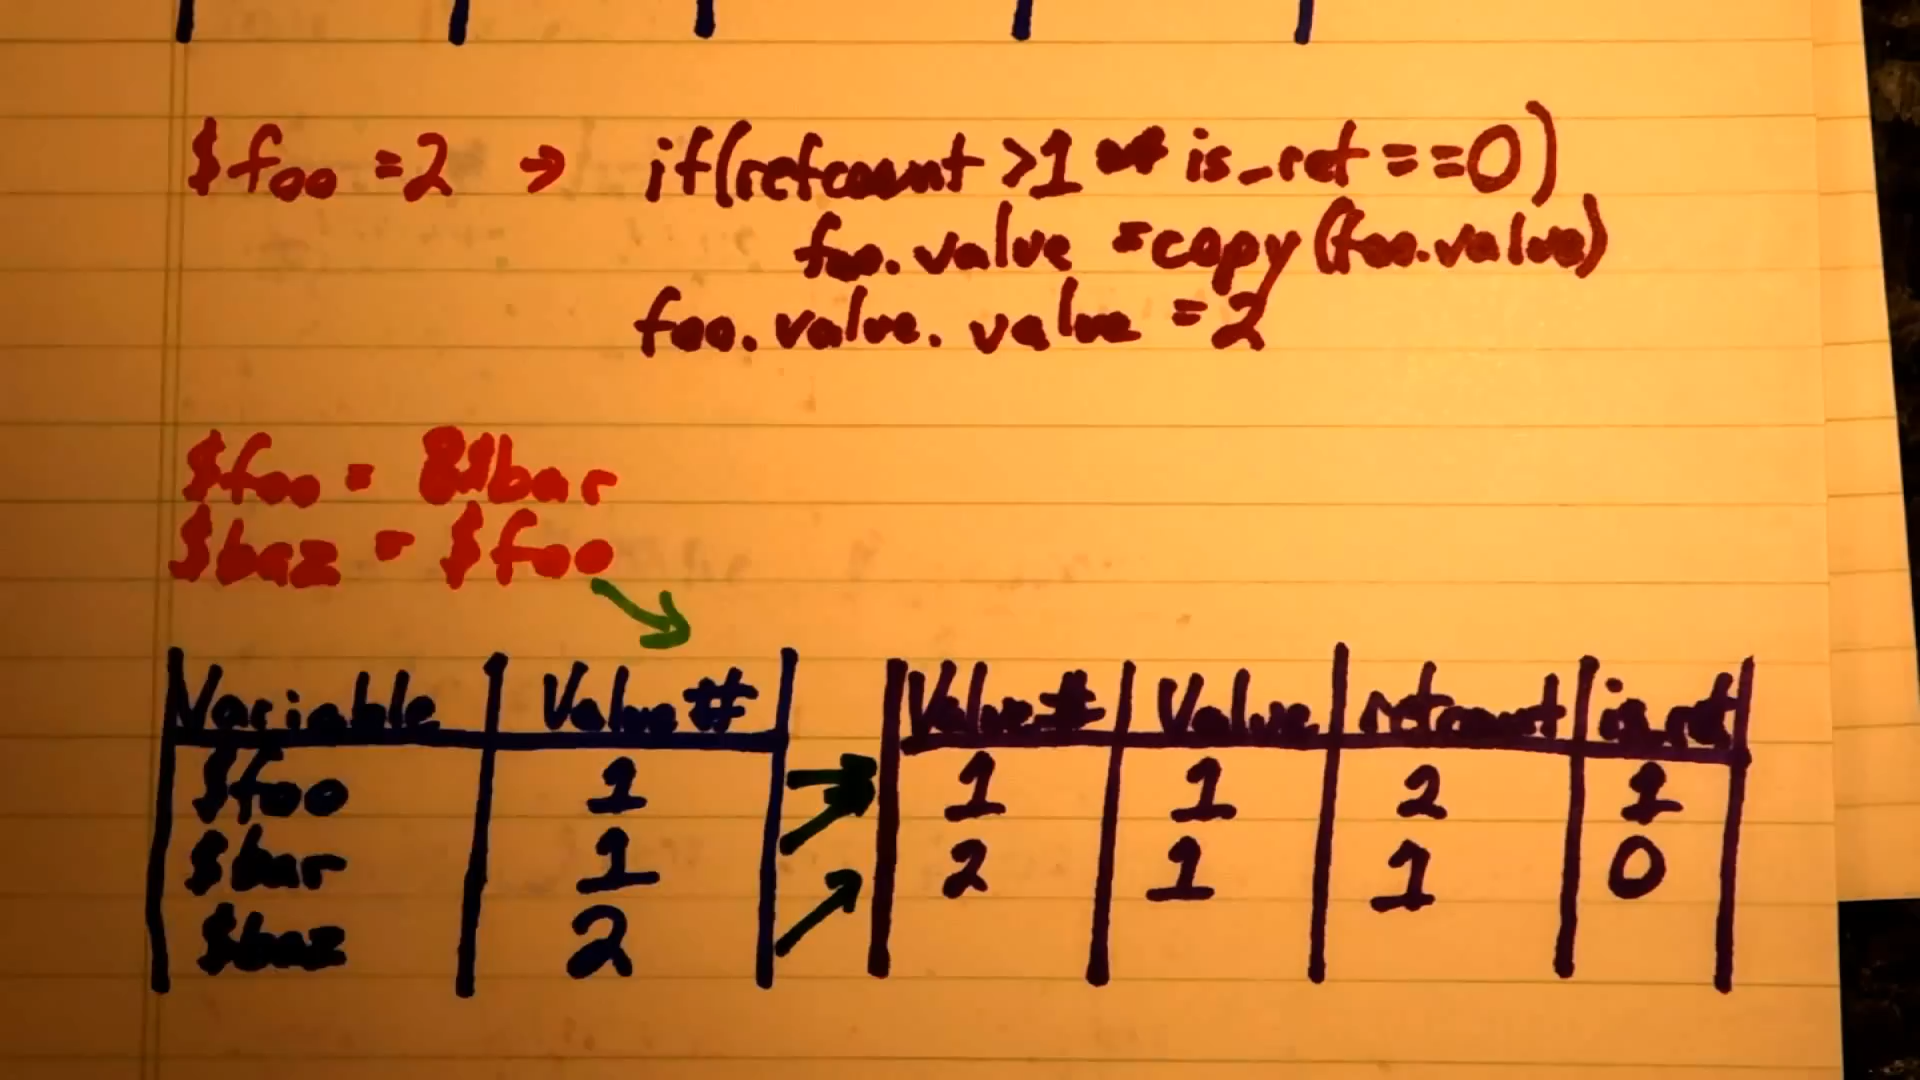 $foo = 2 → if(refcount >1 is_ref ==0)
foo.value = copy(foo.value)
foo.value.value = 2
$foo = &$bar
$baz = $foo
Variable Value#
$foo 1
$bar 1
$baz 2
Value# Value refcount is_ref
1 1 2 1
2 1 1 0